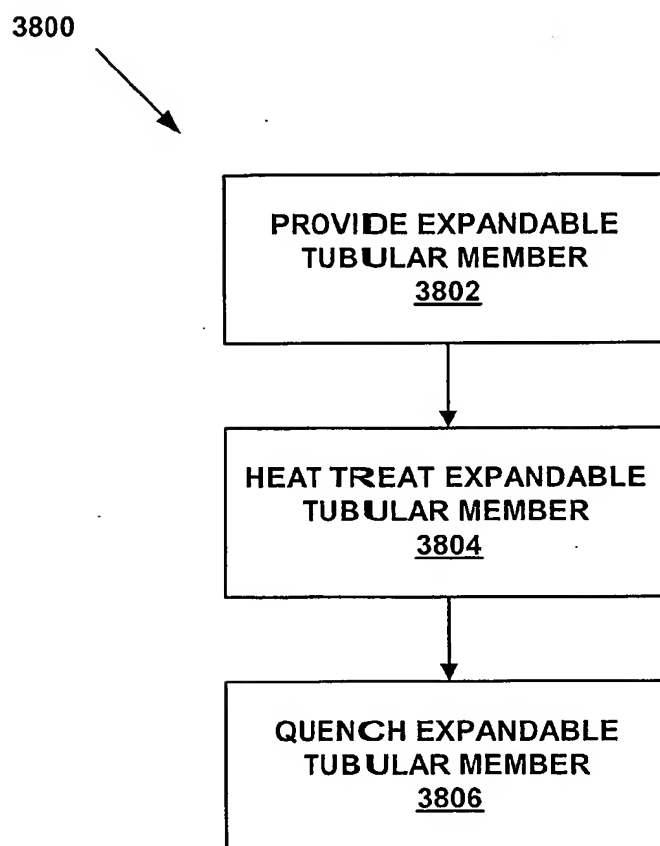 3800
PROVIDE EXPANDABLE
TUBULAR MEMBER
3802
HEAT TREAT EXPANDABLE
TUBULAR MEMBER
3804
QUENCH EXPANDABLE
TUBULAR MEMBER
3806